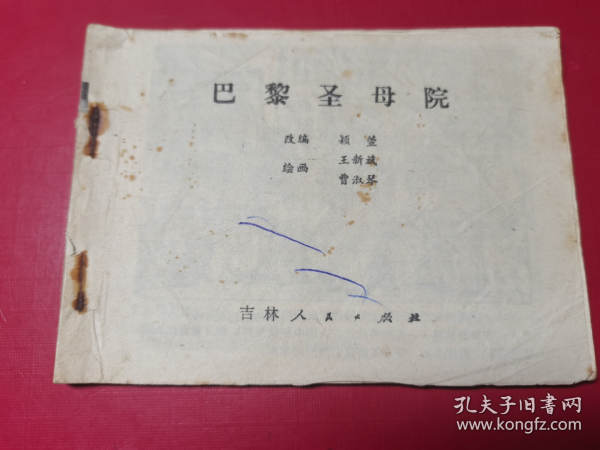 巴黎圣母院
改编 颖莹
绘画 王新斌
曹淑琴
吉林人民出版社
孔夫子旧书网
www.kongfz.com